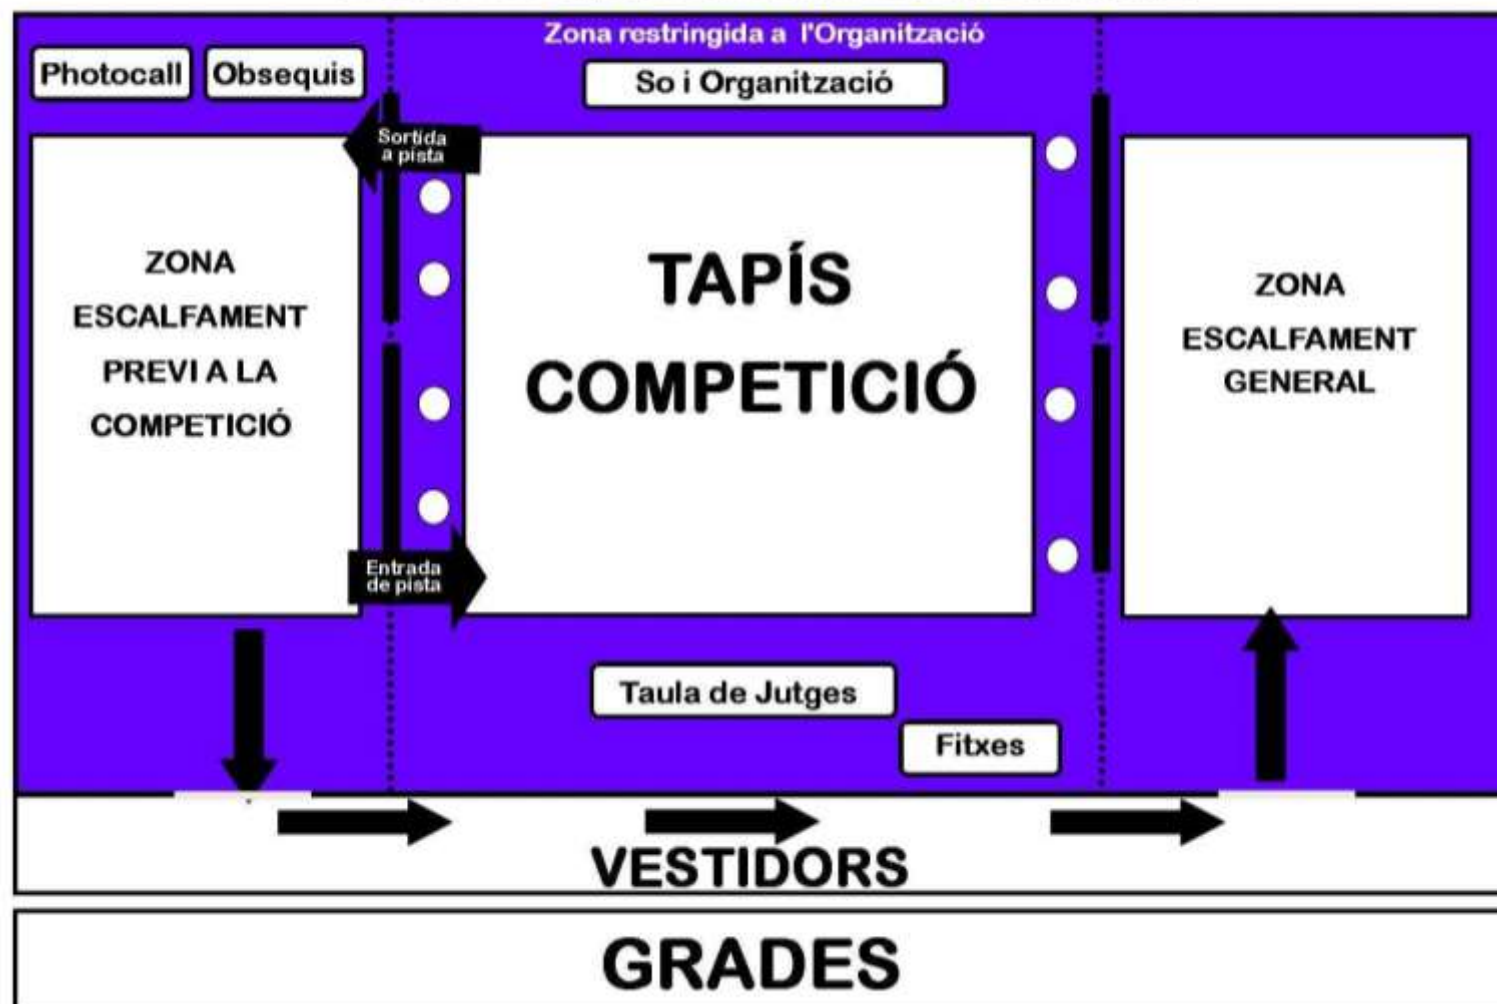 Zona restringida a l'Organització
Photocall
Obsequis
So i Organització
Sortida
a pista
ZONA
ESCALFAMENT
PREVI A LA
COMPETICIÓ
TAPÍS
COMPETICIÓ
ZONA
ESCALFAMENT
GENERAL
Entrada
de pista
Taula de Jutges
Fitxes
VESTIDORS
GRADES